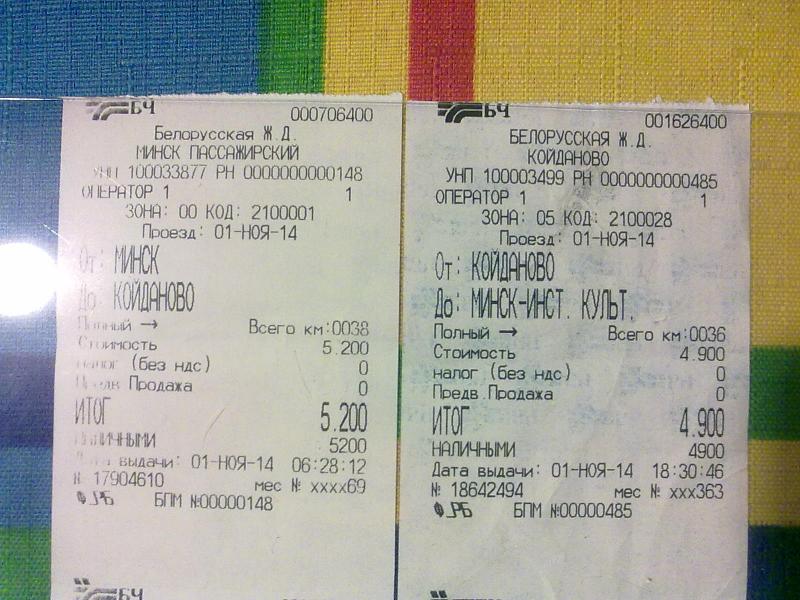 БЧ 000706400
Белорусская Ж.Д.
МИНСК ПАССАЖИРСКИЙ
УНП 100033877 РН 0000000000148
ОПЕРАТОР 1 1
ЗОНА: 00 КОД: 2100001
Проезд: 01-НОЯ-14
От: МИНСК
До: КОЙДАНОВО
Полный → Всего км:0038
Стоимость 5.200
налог (без ндс) 0
Предв.Продажа 0
ИТОГ 5.200
НАЛИЧНЫМИ 5200
Дата выдачи: 01-НОЯ-14 06:28:12
№ 17904610 мес № xxxx69
БПМ №00000148
БЧ
БЧ 001626400
БЕЛОРУССКАЯ Ж.Д.
КОЙДАНОВО
УНП 100003499 РН 0000000000485
ОПЕРАТОР 1 1
ЗОНА: 05 КОД: 2100028
Проезд: 01-НОЯ-14
От: КОЙДАНОВО
До: МИНСК-ИНСТ. КУЛЬТ.
Полный → Всего км:0036
Стоимость 4.900
налог (без ндс) 0
Предв.Продажа 0
ИТОГ 4.900
НАЛИЧНЫМИ 4900
Дата выдачи: 01-НОЯ-14 18:30:46
№ 18642494 мес № xxx363
БПМ №00000485